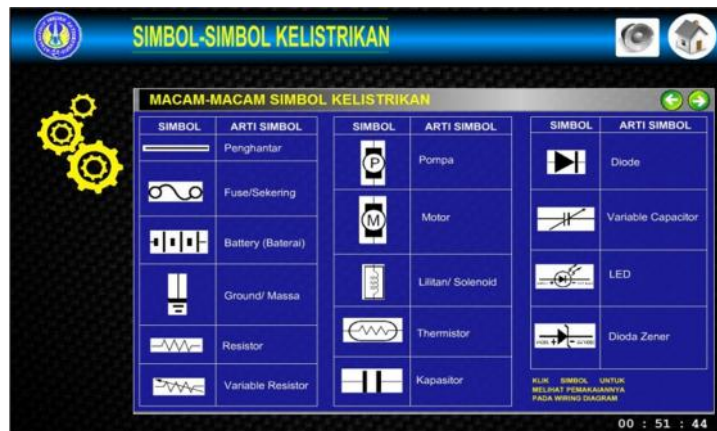 SIMBOL-SIMBOL KELISTRIKAN
MACAM-MACAM SIMBOL KELISTRIKAN
SIMBOL ARTI SIMBOL
Penghantar
Fuse/Sekering
Battery (Baterai)
Ground/ Massa
Resistor
Variable Resistor
SIMBOL ARTI SIMBOL
P Pompa
M Motor
Lilitan/ Solenoid
Thermistor
Kapasitor
SIMBOL ARTI SIMBOL
Diode
Variable Capacitor
LED
Dioda Zener
KLIK SIMBOL UNTUK
MELIHAT PEMAKAIANNYA
PADA WIRING DIAGRAM
00 : 51 : 44